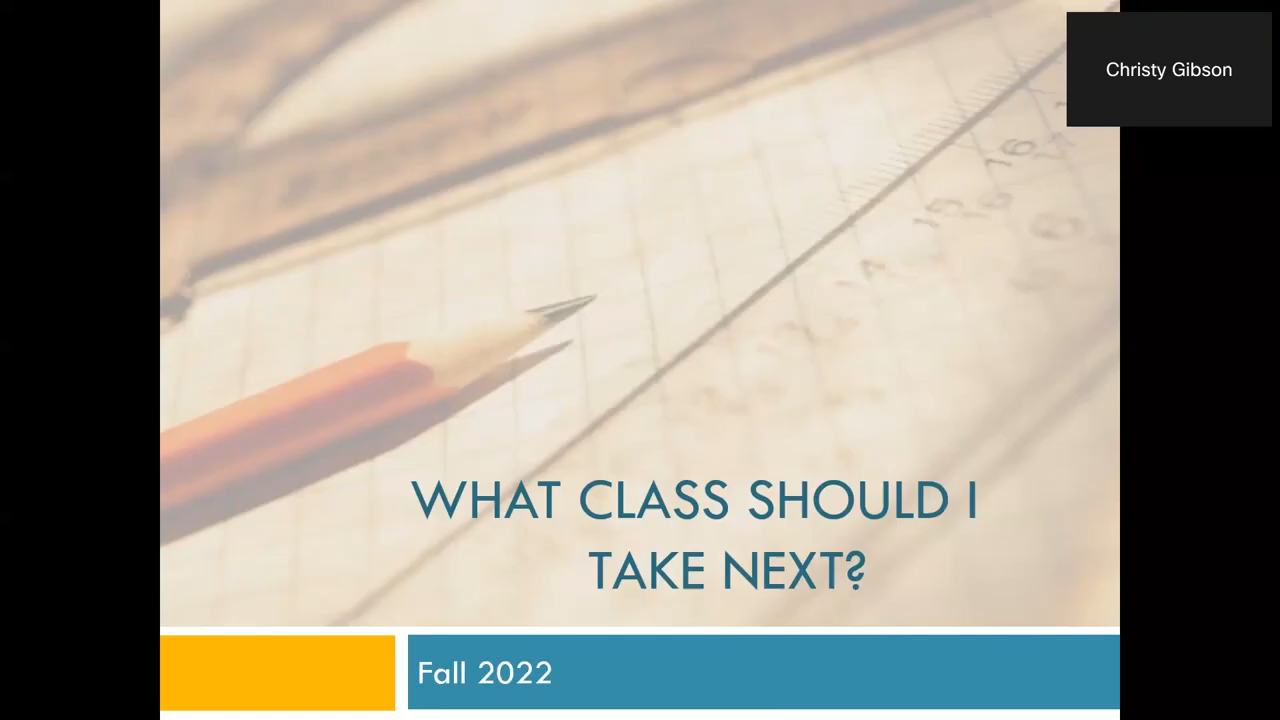 Christy Gibson
WHAT CLASS SHOULD I
TAKE NEXT?
Fall 2022